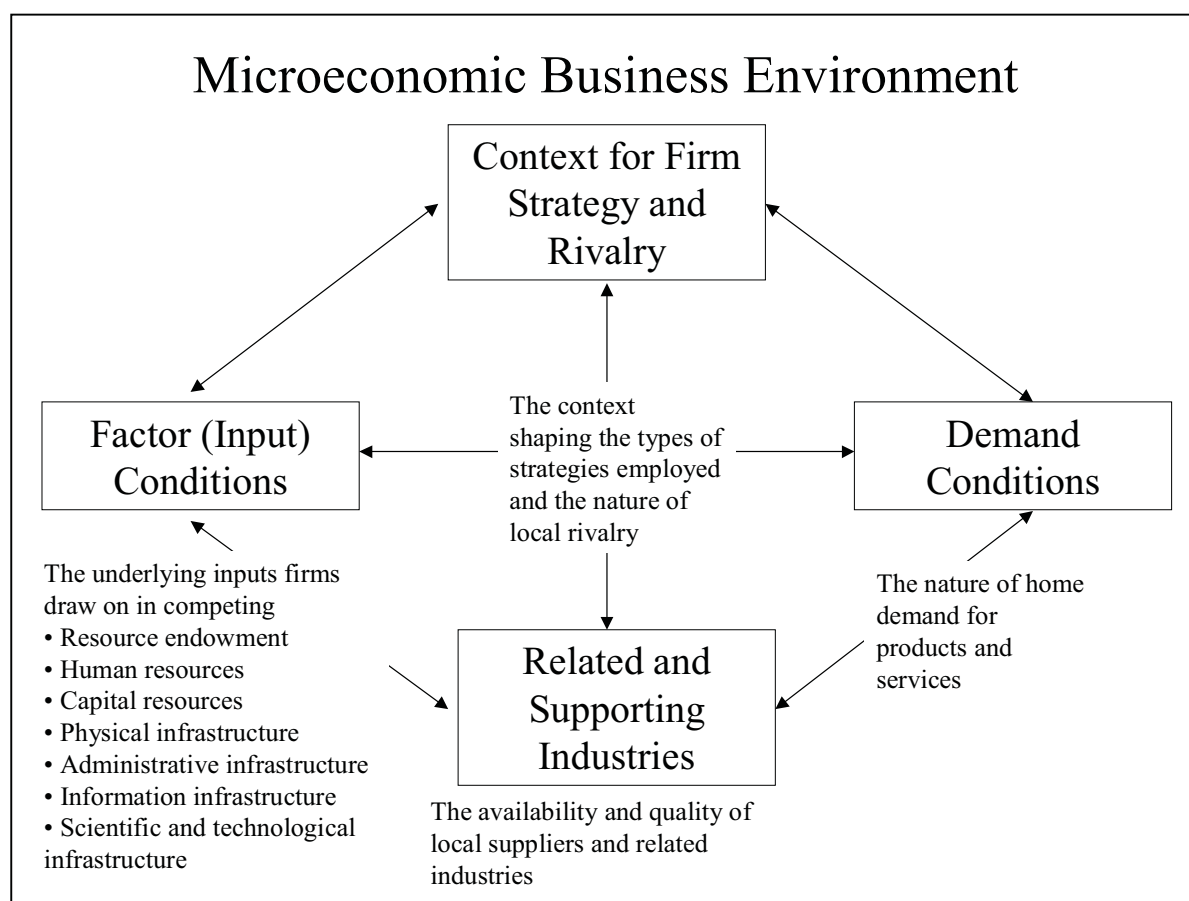 Microeconomic Business Environment
Context for Firm
Strategy and
Rivalry
Factor (Input)
Conditions
The context
shaping the types of
strategies employed
and the nature of
local rivalry
Demand
Conditions
The underlying inputs firms
draw on in competing
• Resource endowment
• Human resources
• Capital resources
• Physical infrastructure
• Administrative infrastructure
• Information infrastructure
• Scientific and technological
infrastructure
Related and
Supporting
Industries
The availability and quality of
local suppliers and related
industries
The nature of home
demand for
products and
services